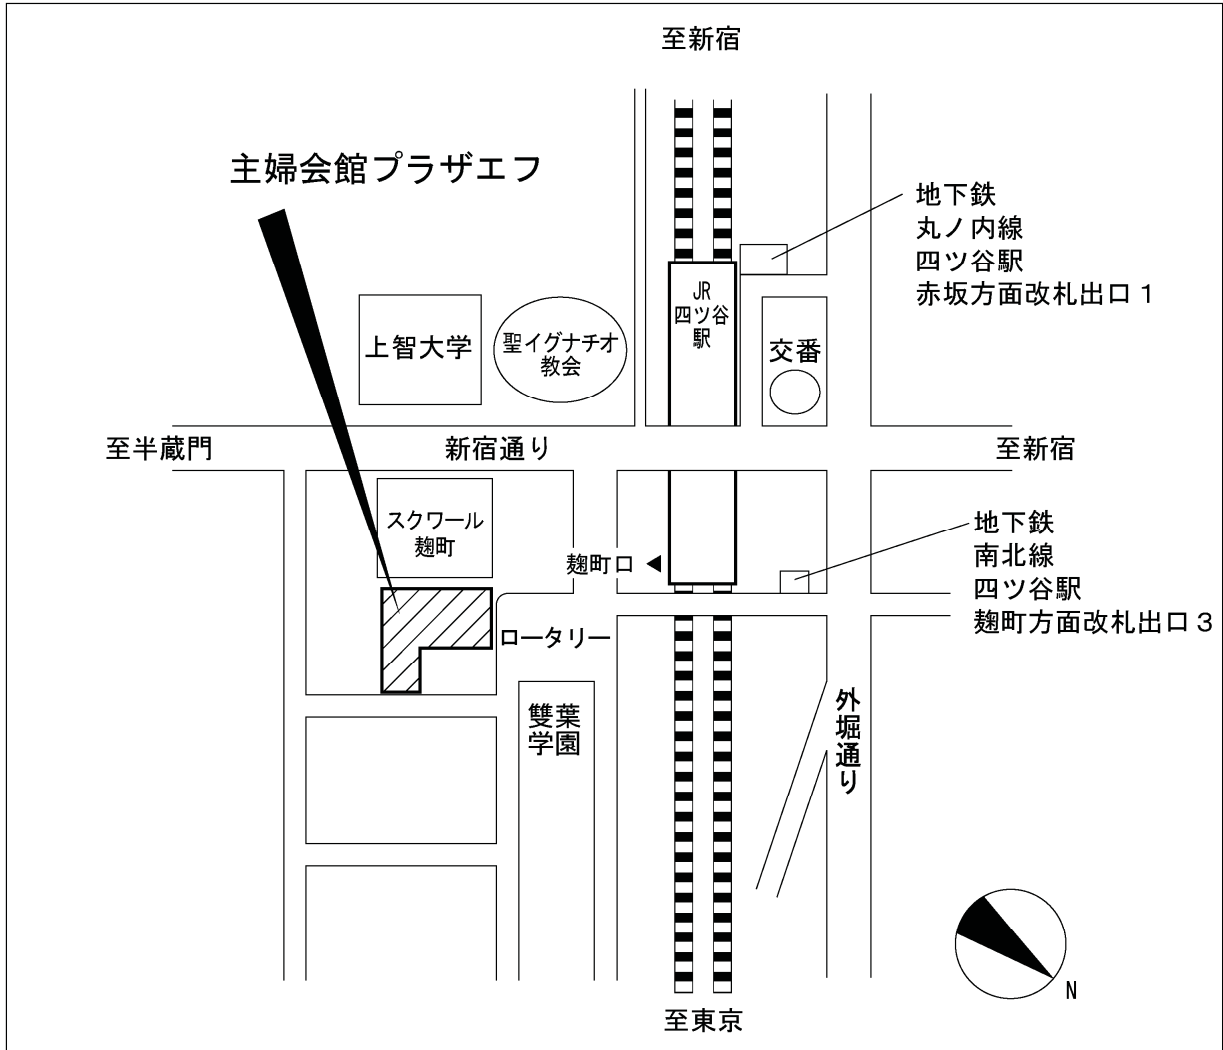 至新宿
主婦会館プラザエフ
地下鉄
丸ノ内線
四ツ谷駅
赤坂方面改札出口1
JR
四ツ谷
駅
上智大学
聖イグナチオ
教会
交番
至半蔵門
新宿通り
至新宿
スクワール
麹町
麹町口
地下鉄
南北線
四ツ谷駅
麹町方面改札出口3
ロータリー
雙葉
学園
外堀通り
N
至東京